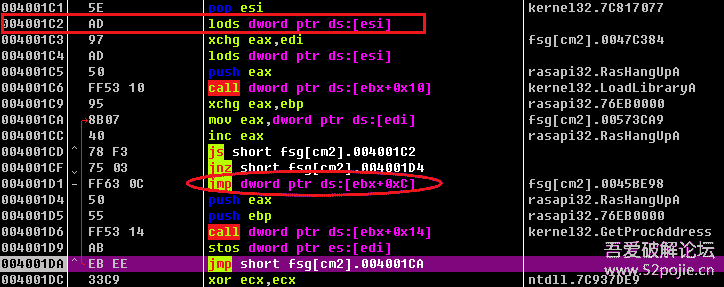 004001C1 5E pop esi kernel32.7C817077
004001C2 AD lods dword ptr ds:[esi]
004001C3 97 xchg eax,edi fsg[cm2].0047C384
004001C4 AD lods dword ptr ds:[esi]
004001C5 50 push eax rasapi32.RasHangUpA
004001C6 FF53 10 call dword ptr ds:[ebx+0x10] kernel32.LoadLibraryA
004001C9 95 xchg eax,ebp rasapi32.76EB0000
004001CA 8B07 mov eax,dword ptr ds:[edi] fsg[cm2].00573CA9
004001CC 40 inc eax rasapi32.RasHangUpA
004001CD ^ 78 F3 js short fsg[cm2].004001C2
004001CF ˇ 75 03 jnz short fsg[cm2].004001D4
004001D1 - FF63 0C jmp dword ptr ds:[ebx+0xC] fsg[cm2].0045BE98
004001D4 50 push eax rasapi32.RasHangUpA
004001D5 55 push ebp rasapi32.76EB0000
004001D6 FF53 14 call dword ptr ds:[ebx+0x14] kernel32.GetProcAddress
004001D9 AB stos dword ptr es:[edi]
004001DA ^ EB EE jmp short fsg[cm2].004001CA
004001DC 33C9 xor ecx,ecx ntdll.7C937DE9
吾爱破解论坛
www.52pojie.cn